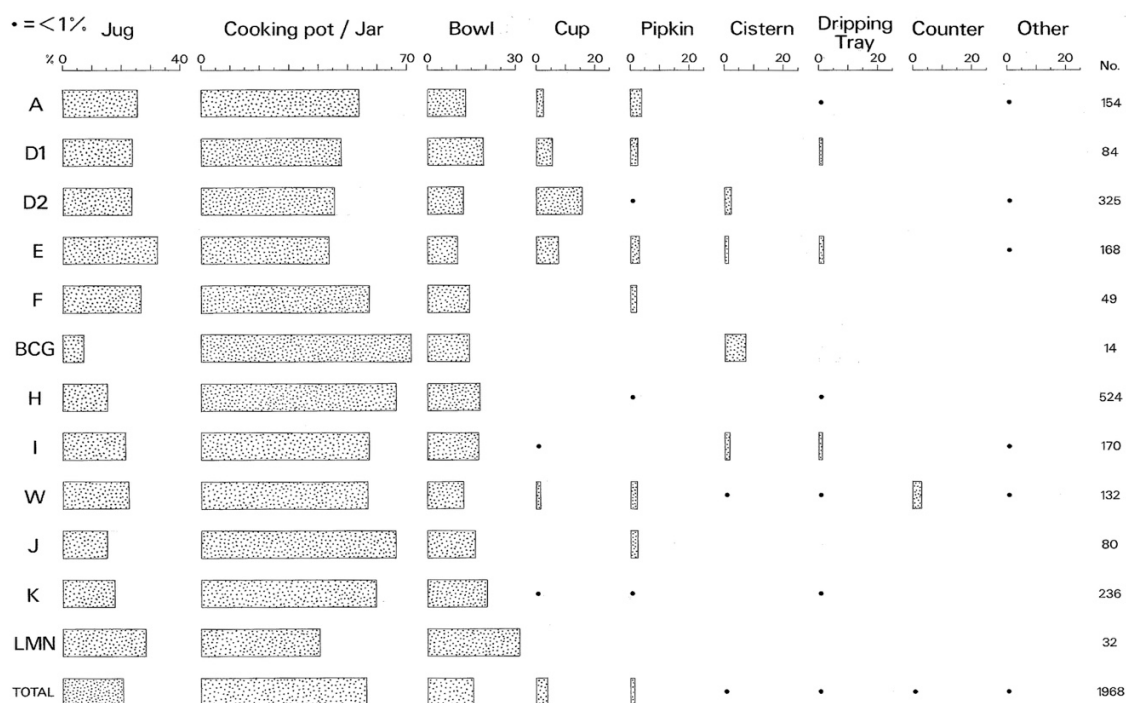 • = <1% Jug Cooking pot / Jar Bowl Cup Pipkin Cistern Dripping Tray Counter Other
% 0 40 0 70 0 30 0 20 0 20 0 20 0 20 0 20 0 20 No.
A 154
D1 84
D2 325
E 168
F 49
BCG 14
H 524
I 170
W 132
J 80
K 236
LMN 32
TOTAL 1968